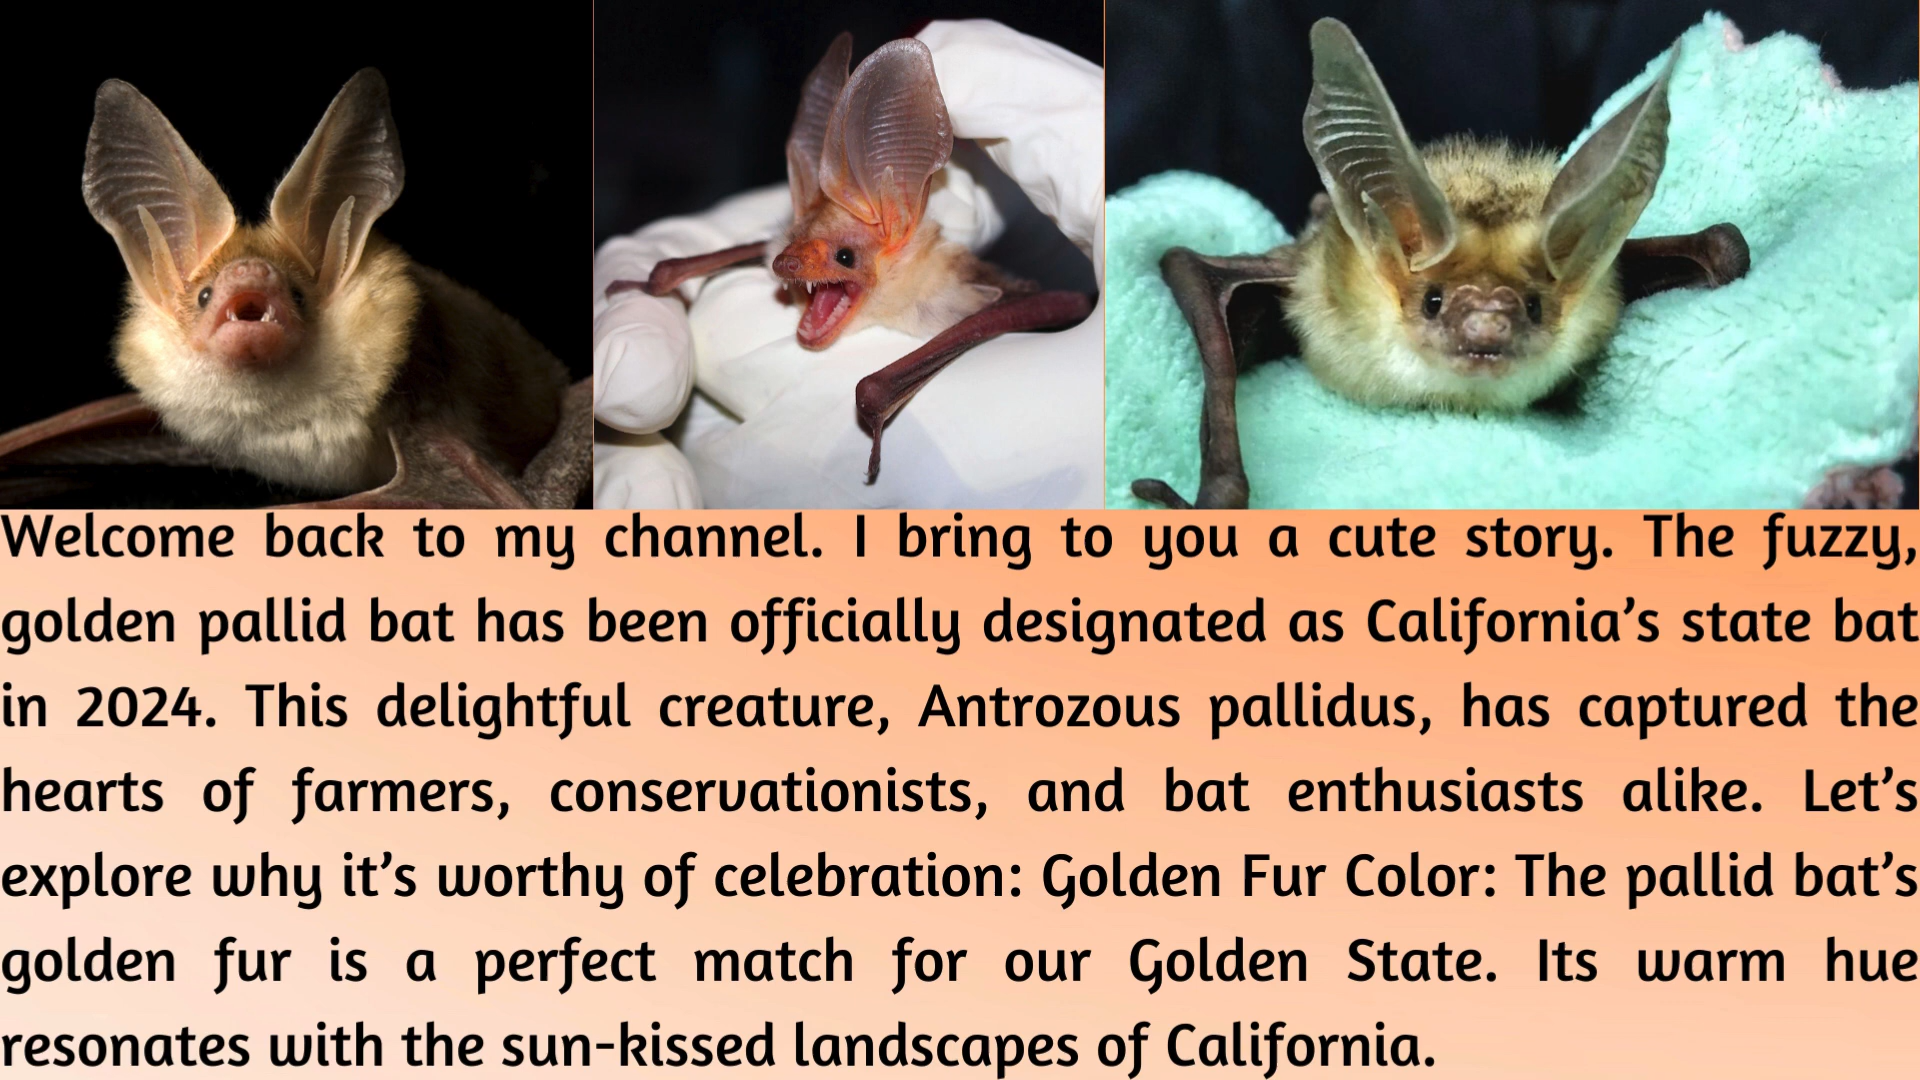 Welcome back to my channel. I bring to you a cute story. The fuzzy,
golden pallid bat has been officially designated as California’s state bat
in 2024. This delightful creature, Antrozous pallidus, has captured the
hearts of farmers, conservationists, and bat enthusiasts alike. Let’s
explore why it’s worthy of celebration: Golden Fur Color: The pallid bat’s
golden fur is a perfect match for our Golden State. Its warm hue
resonates with the sun-kissed landscapes of California.